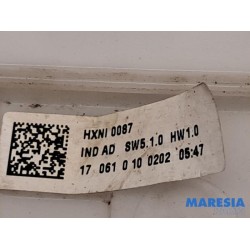 HXNI 0087
IND AD SW5.1.0 HW1.0
17 061 0 10 0202 05:47
MARESIA